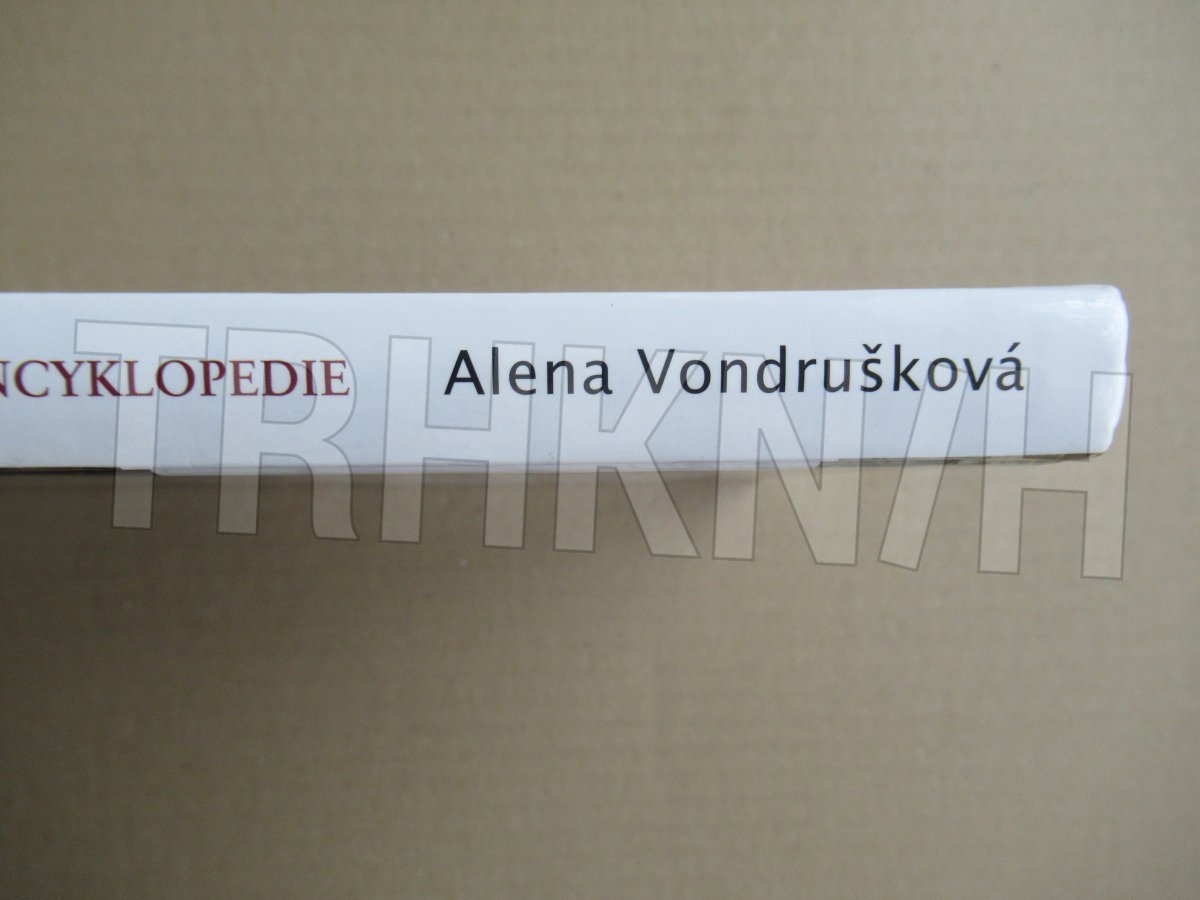 NCYKLOPEDIE Alena Vondrušková
TRHKNIH